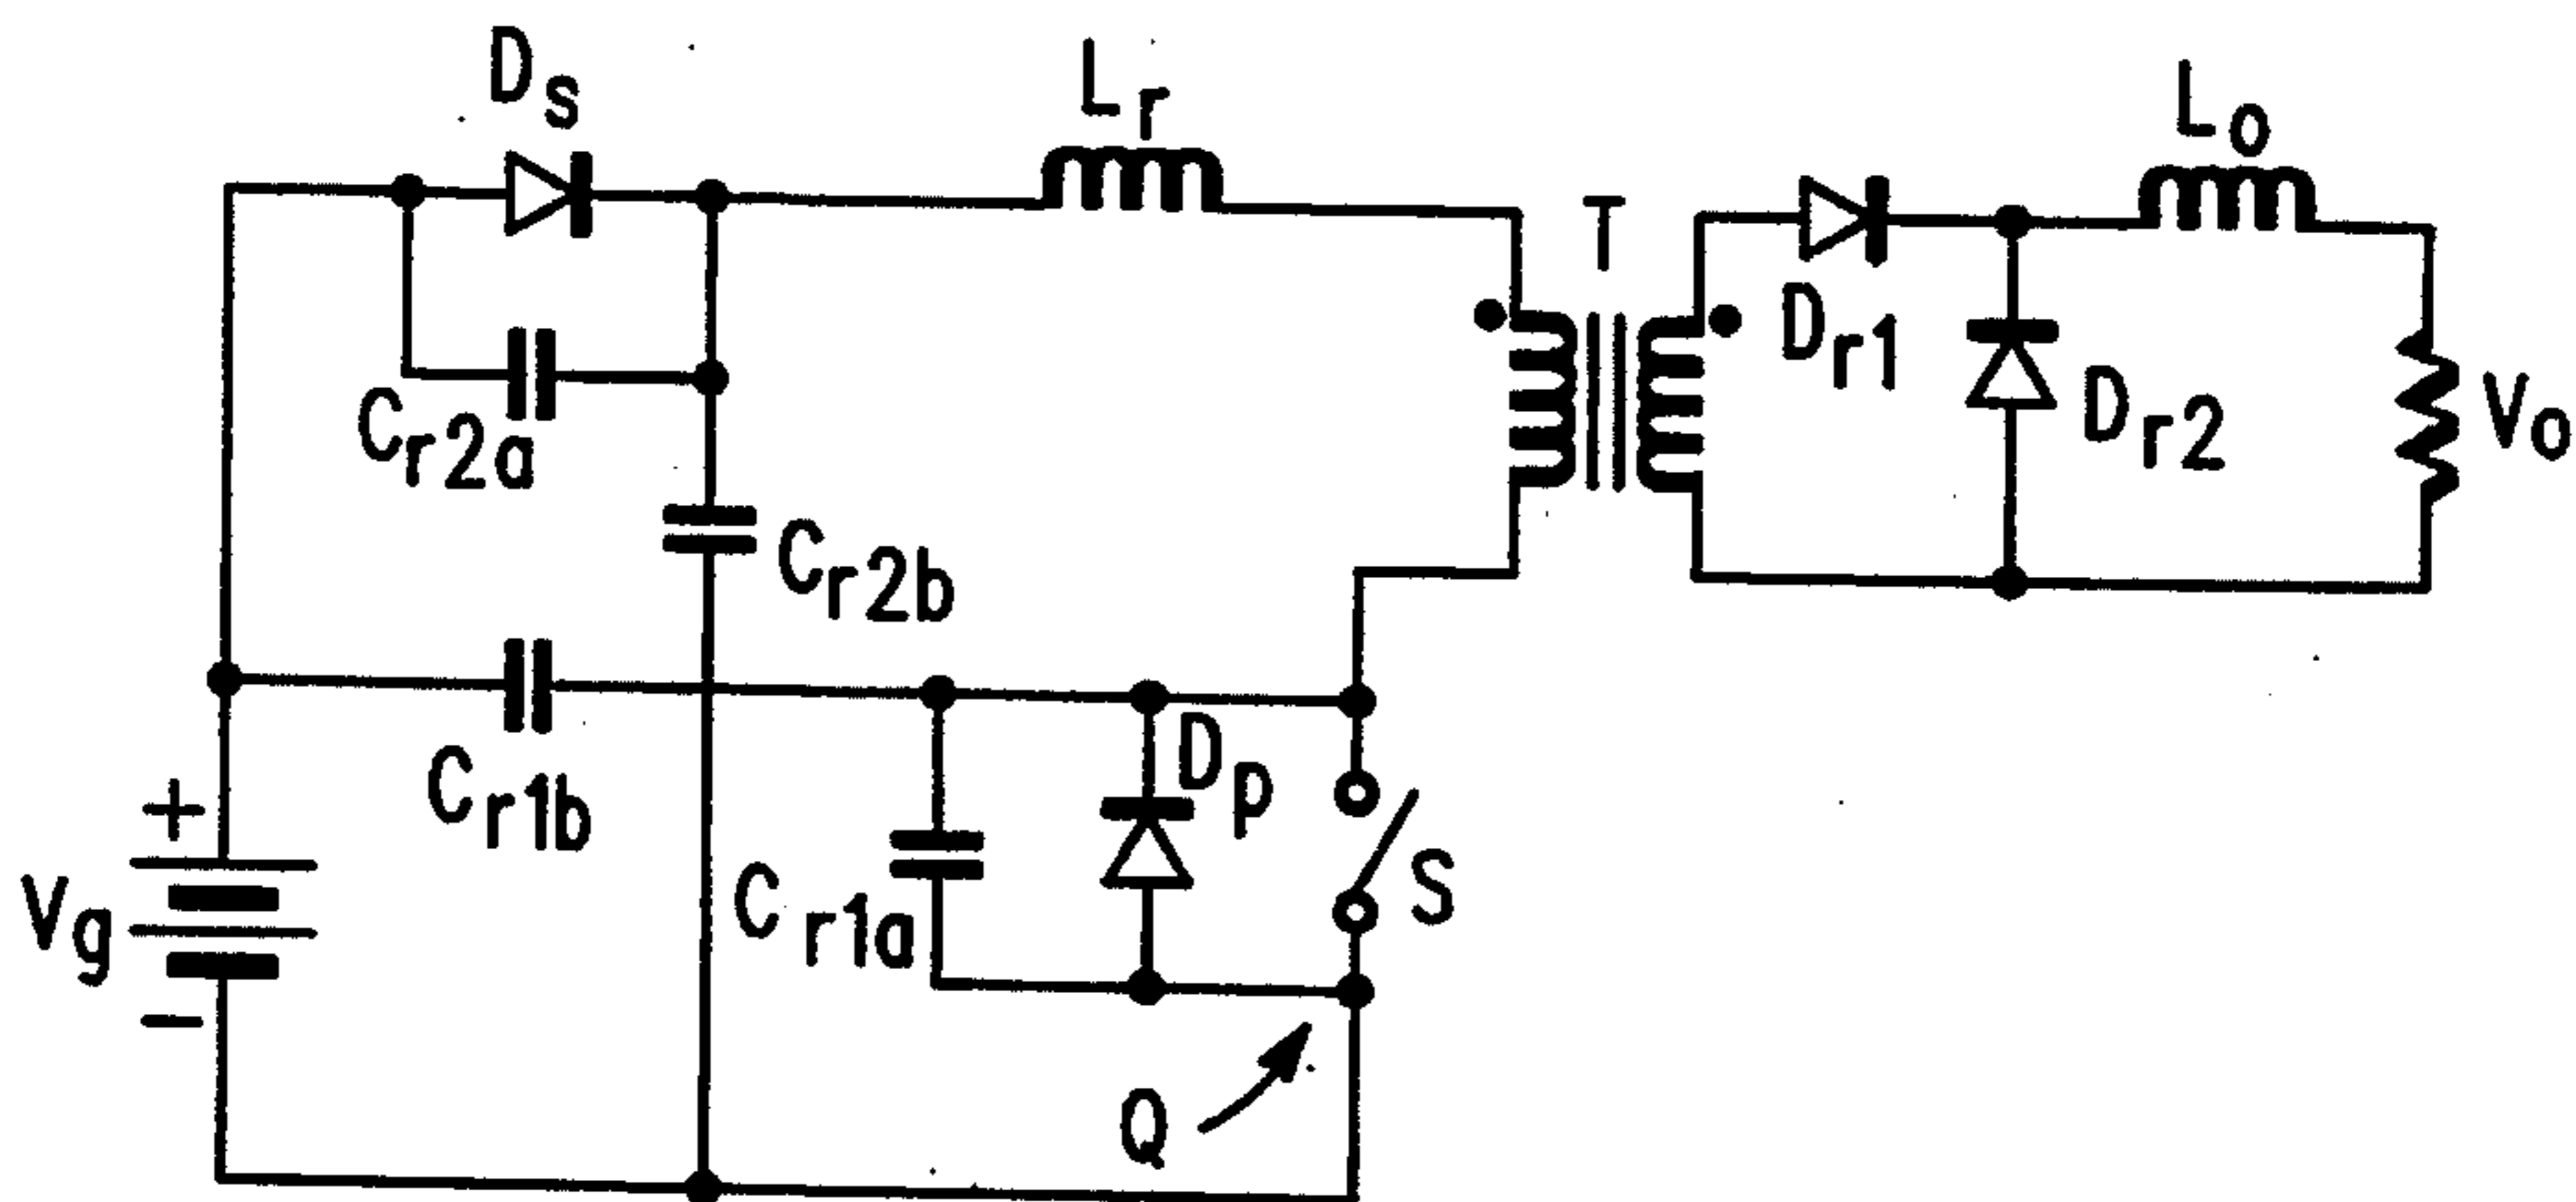 Ds
Lr
Lo
T
Dr1
Dr2
Vo
Cr2a
Cr2b
Cr1b
Dp
+
Vg
−
Cr1a
S
Q